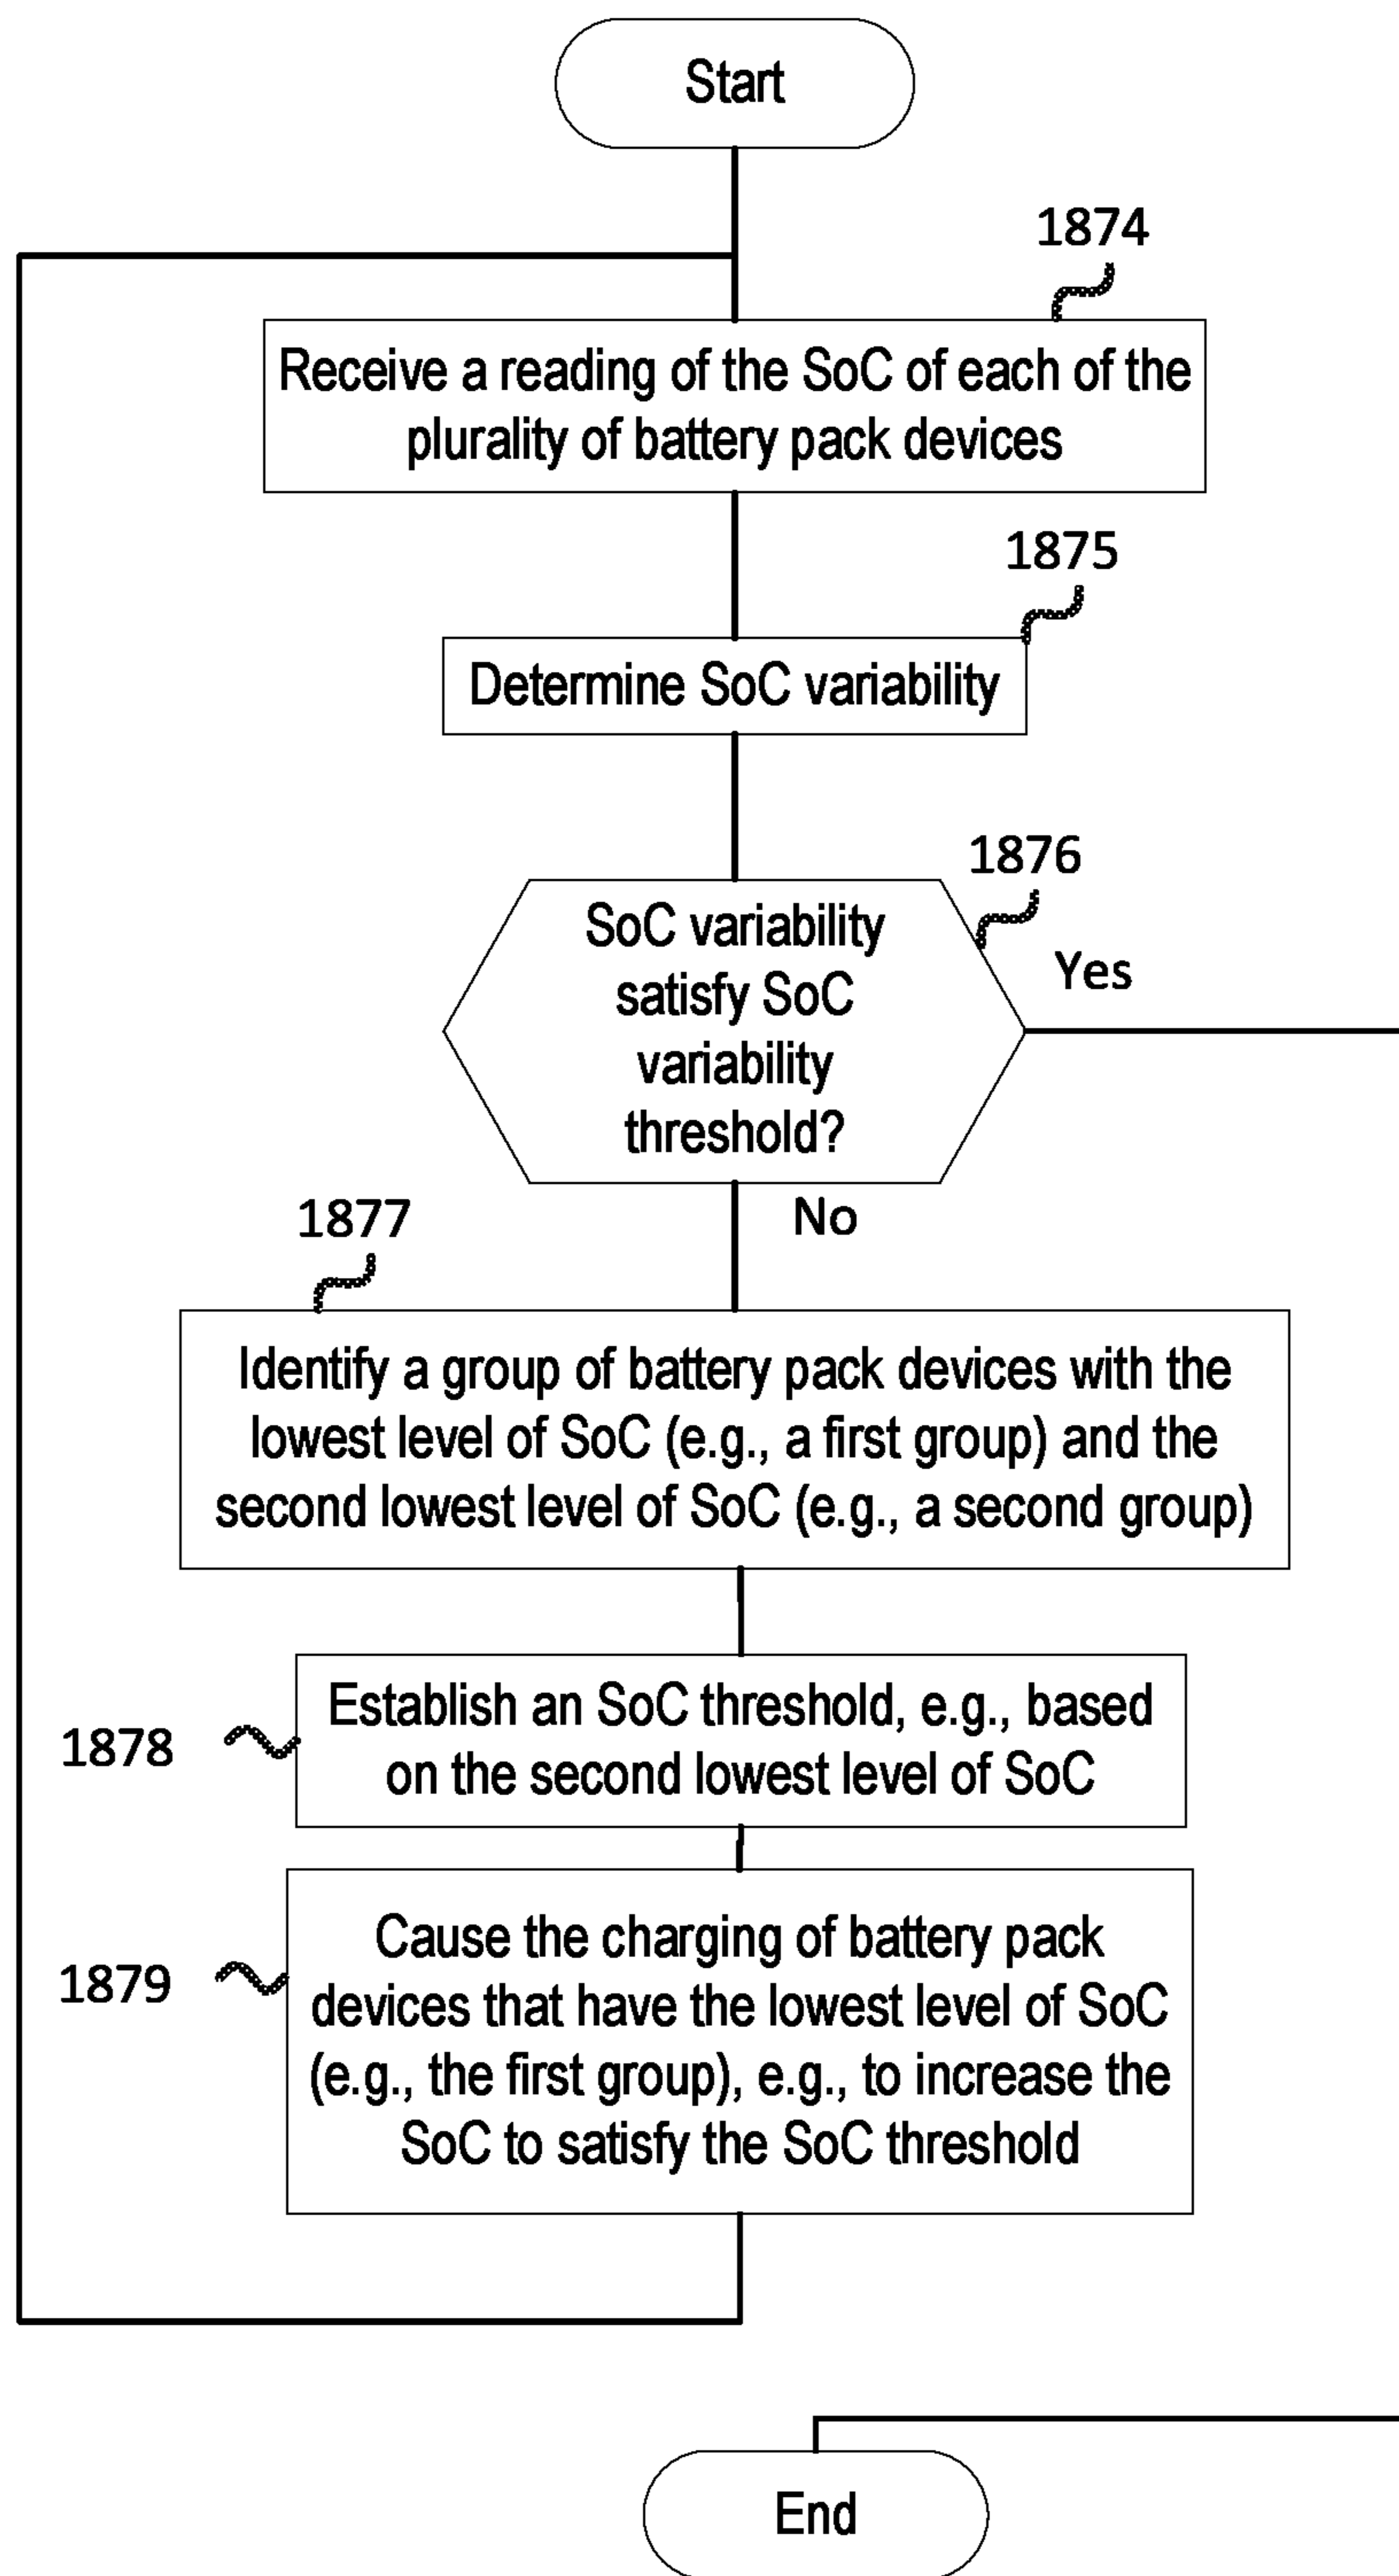 Start
1874
Receive a reading of the SoC of each of the
plurality of battery pack devices
1875
Determine SoC variability
1876
SoC variability
satisfy SoC
variability
threshold?
Yes
No
1877
Identify a group of battery pack devices with the
lowest level of SoC (e.g., a first group) and the
second lowest level of SoC (e.g., a second group)
1878
Establish an SoC threshold, e.g., based
on the second lowest level of SoC
1879
Cause the charging of battery pack
devices that have the lowest level of SoC
(e.g., the first group), e.g., to increase the
SoC to satisfy the SoC threshold
End